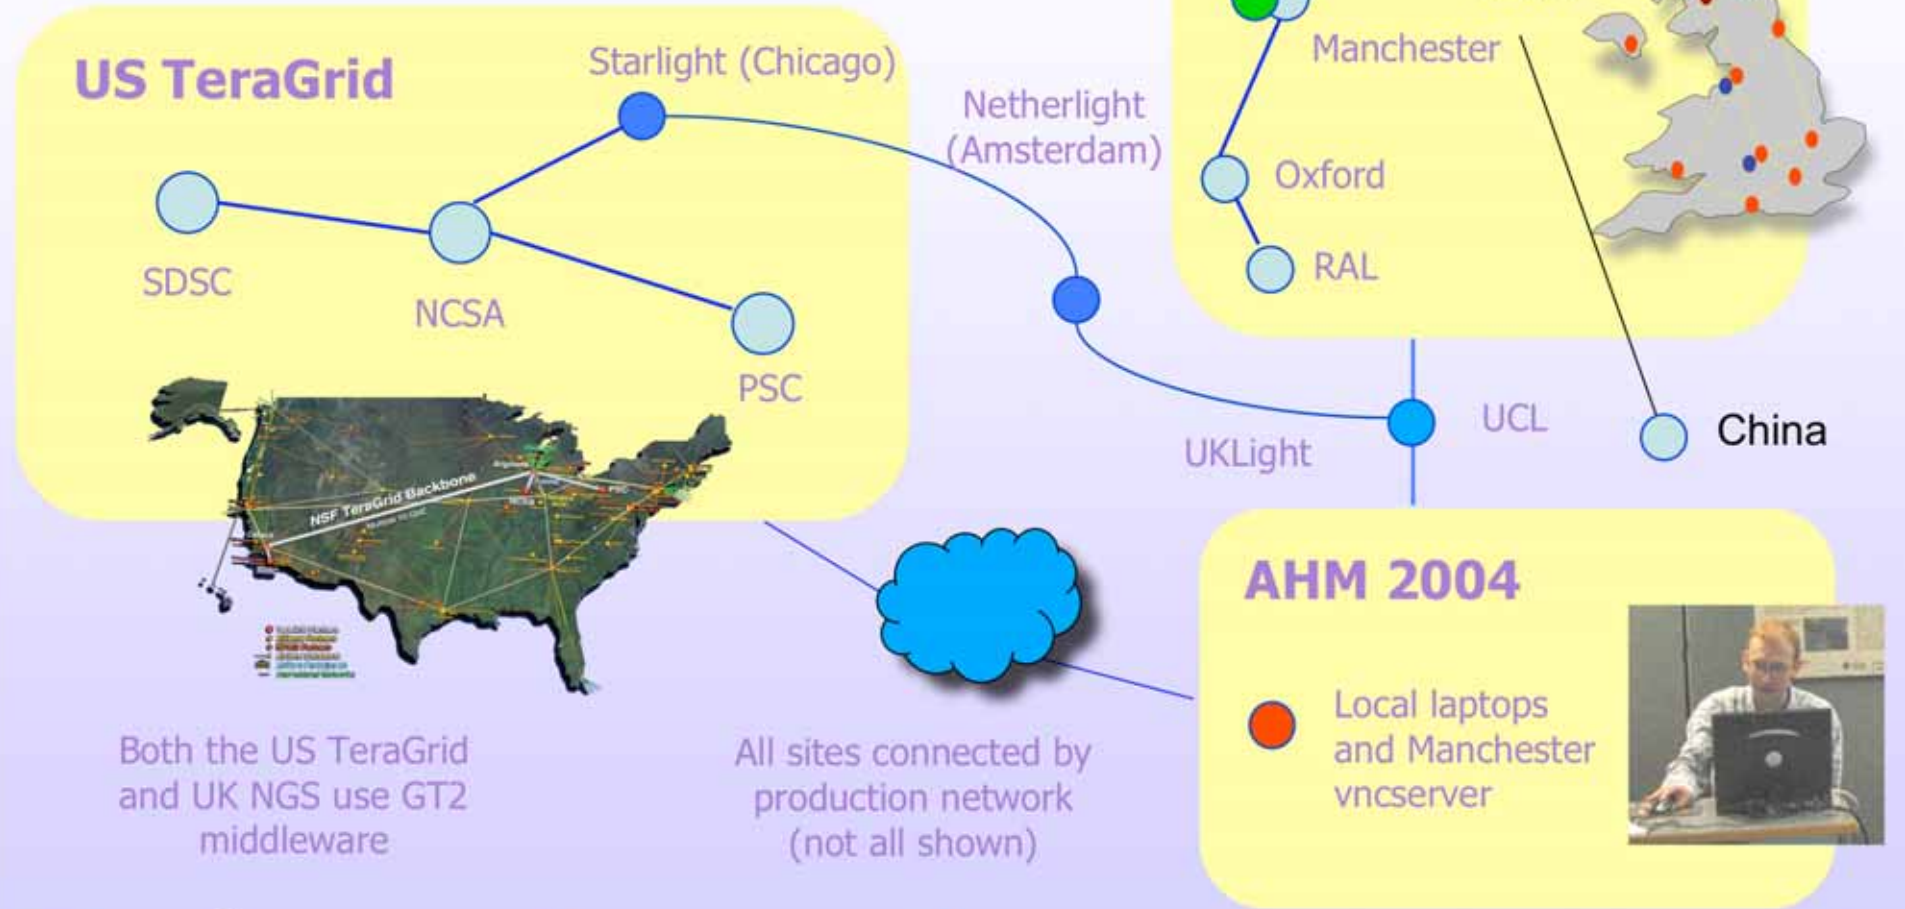 US TeraGrid
Starlight (Chicago)
SDSC
NCSA
PSC
Netherlight
(Amsterdam)
Manchester
Oxford
RAL
UKLight
UCL
China
NSF TeraGrid Backbone
AHM 2004
Local laptops
and Manchester
vncserver
Both the US TeraGrid
and UK NGS use GT2
middleware
All sites connected by
production network
(not all shown)